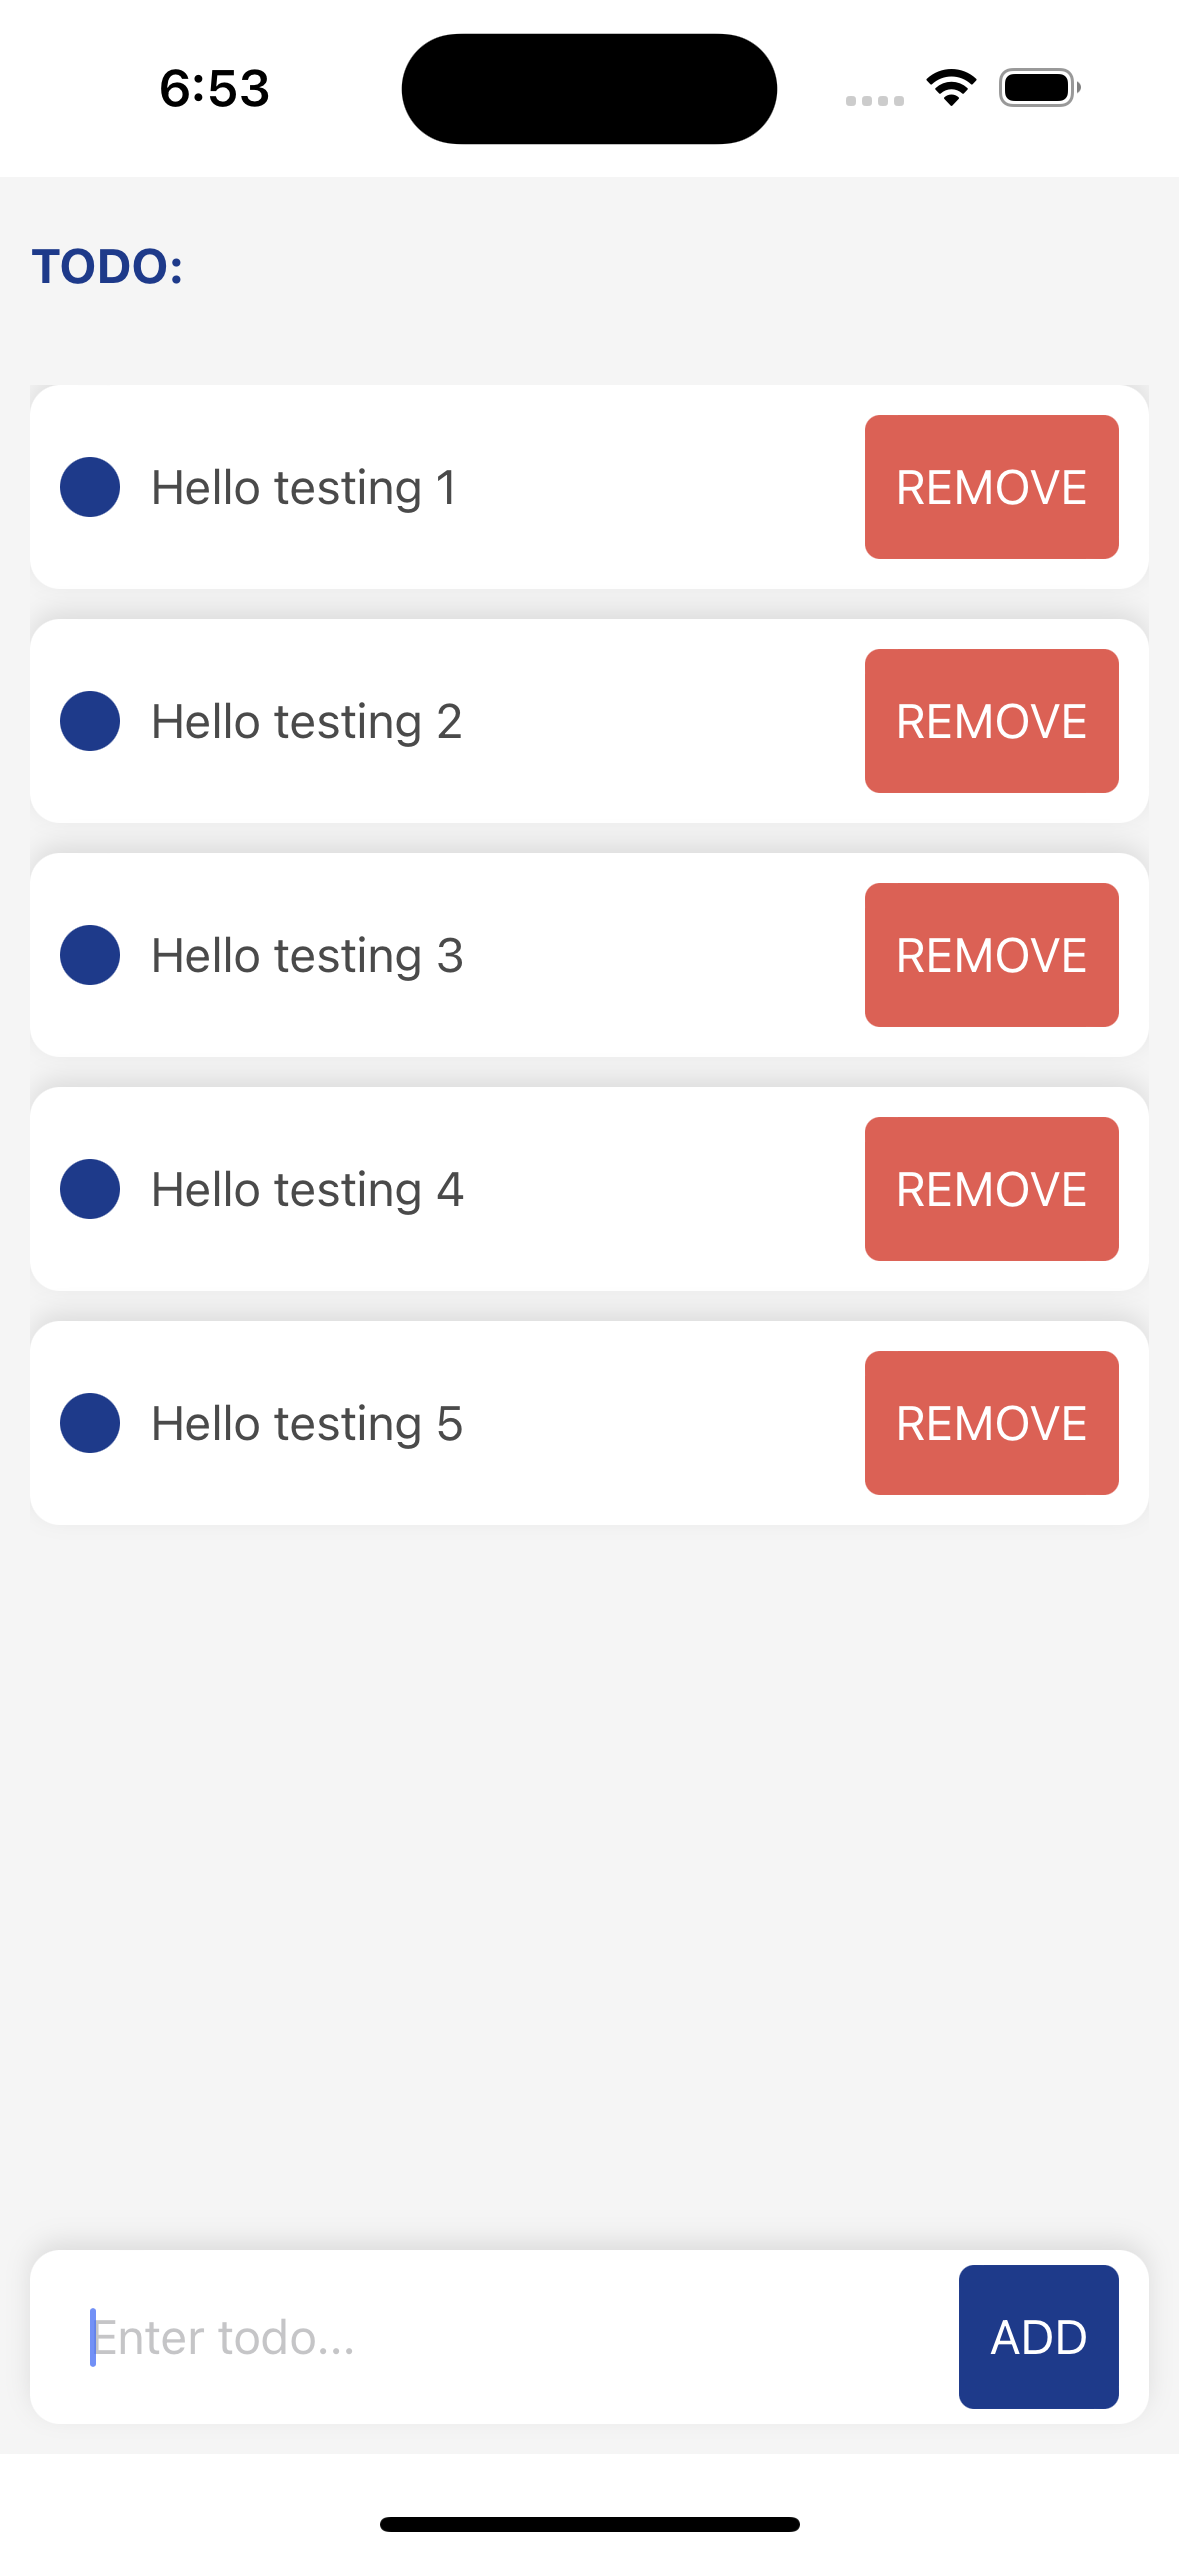 6:53
TODO:
Hello testing 1
REMOVE
Hello testing 2
REMOVE
Hello testing 3
REMOVE
Hello testing 4
REMOVE
Hello testing 5
REMOVE
Enter todo...
ADD